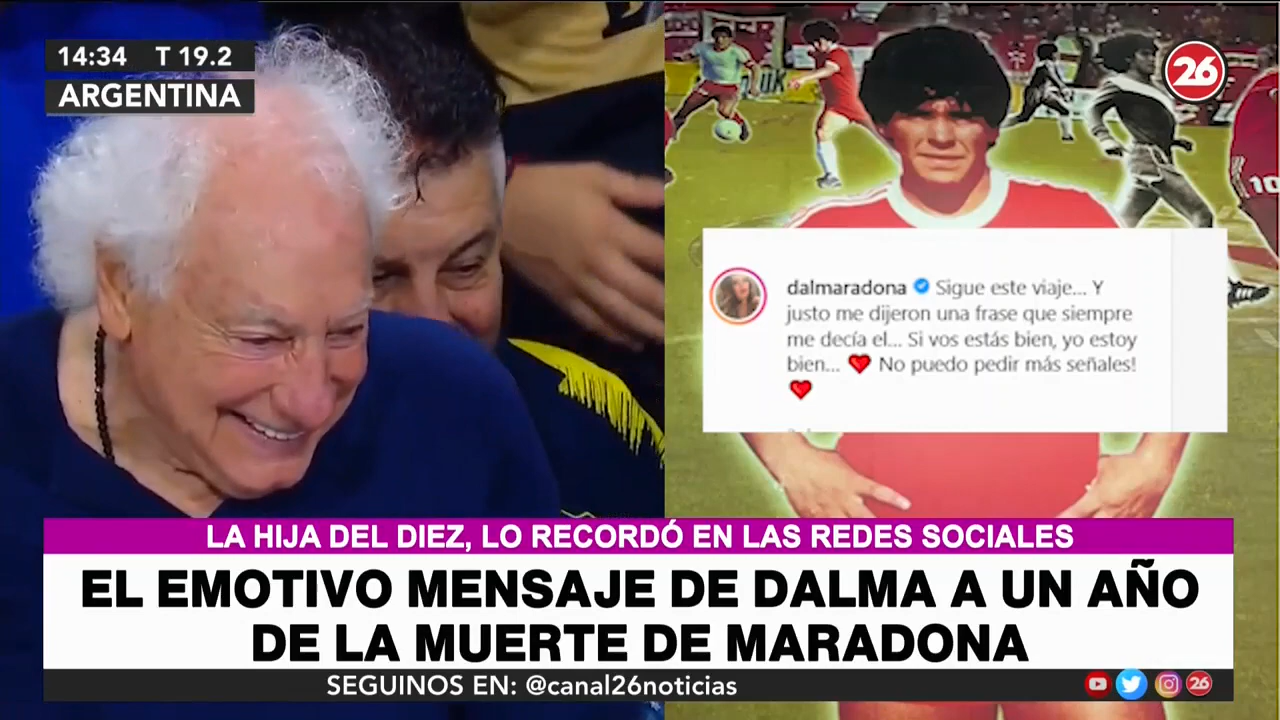 14:34 T 19.2
ARGENTINA
26
UK
10
dalmaradona Sigue este viaje... Y
justo me dijeron una frase que siempre
me decía el... Si vos estás bien, yo estoy
bien... No puedo pedir más señales!
LA HIJA DEL DIEZ, LO RECORDÓ EN LAS REDES SOCIALES
EL EMOTIVO MENSAJE DE DALMA A UN AÑO
DE LA MUERTE DE MARADONA
SEGUINOS EN: @canal26noticias
26